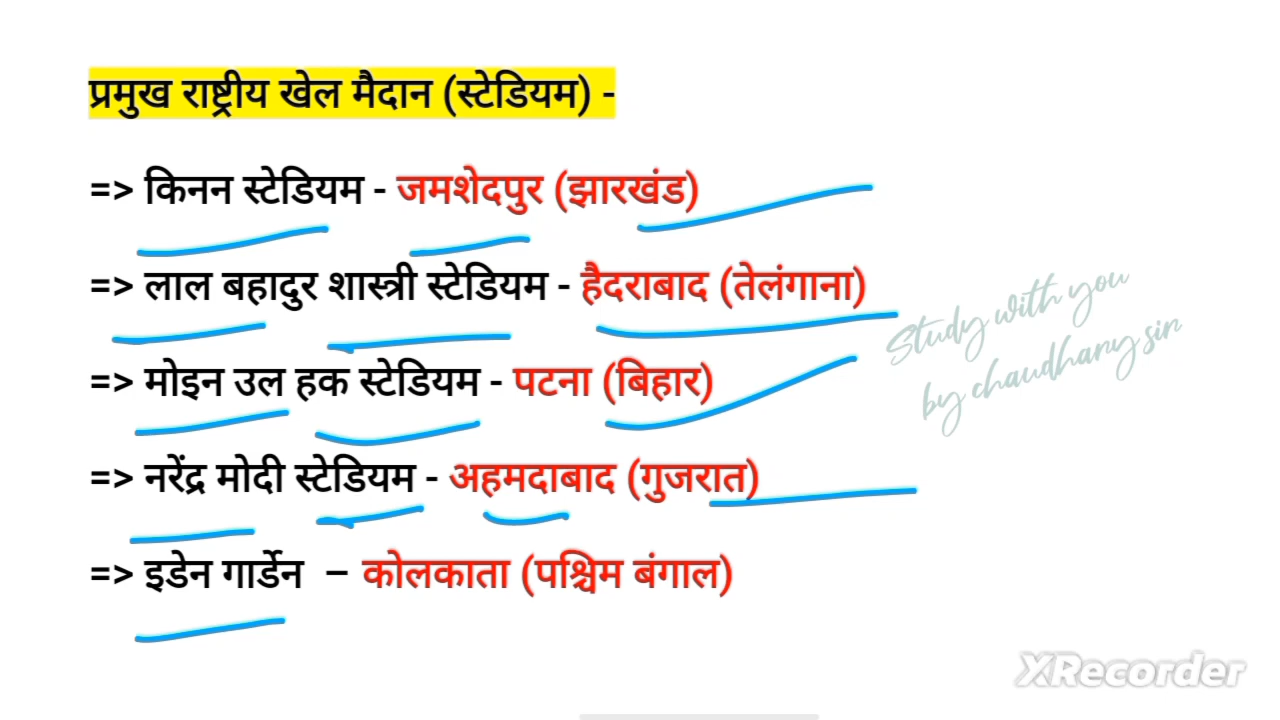 प्रमुख राष्ट्रीय खेल मैदान (स्टेडियम) -
=> किनन स्टेडियम - जमशेदपुर (झारखंड)
=> लाल बहादुर शास्त्री स्टेडियम - हैदराबाद (तेलंगाना)
=> मोइन उल हक स्टेडियम - पटना (बिहार)
=> नरेंद्र मोदी स्टेडियम - अहमदाबाद (गुजरात)
=> इडेन गार्डेन – कोलकाता (पश्चिम बंगाल)
Study with you
by chaudhary sir
XRecorder